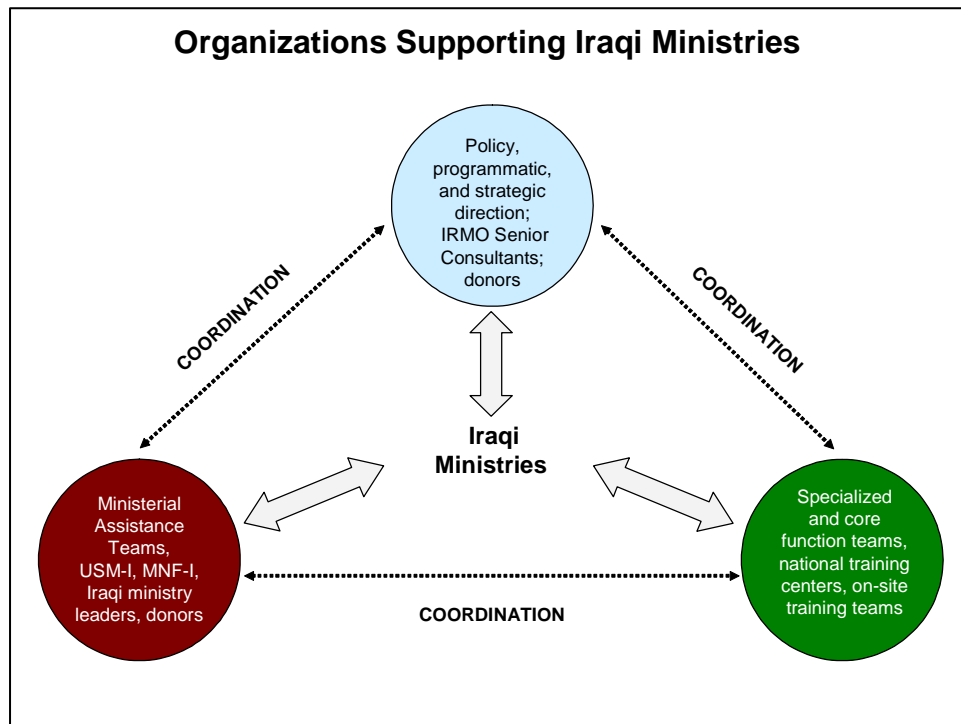 Organizations Supporting Iraqi Ministries
Policy,
programmatic,
and strategic
direction;
IRMO Senior
Consultants;
donors
COORDINATION
COORDINATION
Iraqi
Ministries
Ministerial
Assistance
Teams,
USM-I, MNF-I,
Iraqi ministry
leaders, donors
Specialized
and core
function teams,
national training
centers, on-site
training teams
COORDINATION